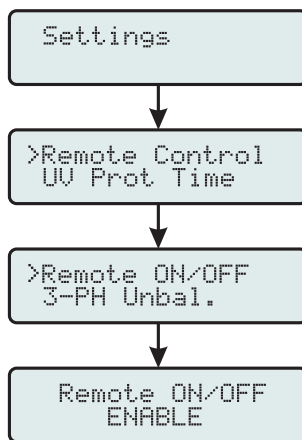 Settings
>Remote Control
UV Prot Time
>Remote ON/OFF
3-PH Unbal.
Remote ON/OFF
ENABLE